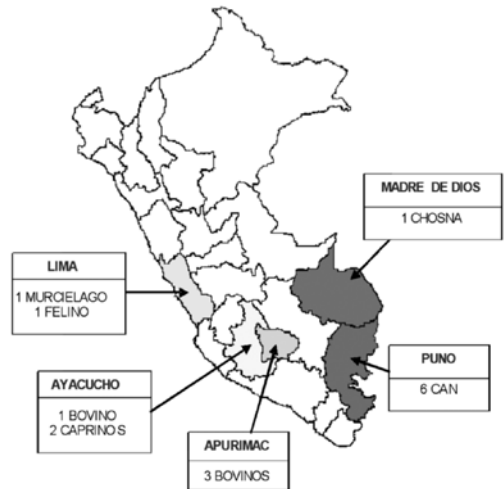 MADRE DE DIOS
1 CHOSNA
LIMA
1 MURCIELAGO
1 FELINO
PUNO
6 CAN
AYACUCHO
1 BOVINO
2 CAPRINOS
APURIMAC
3 BOVINOS